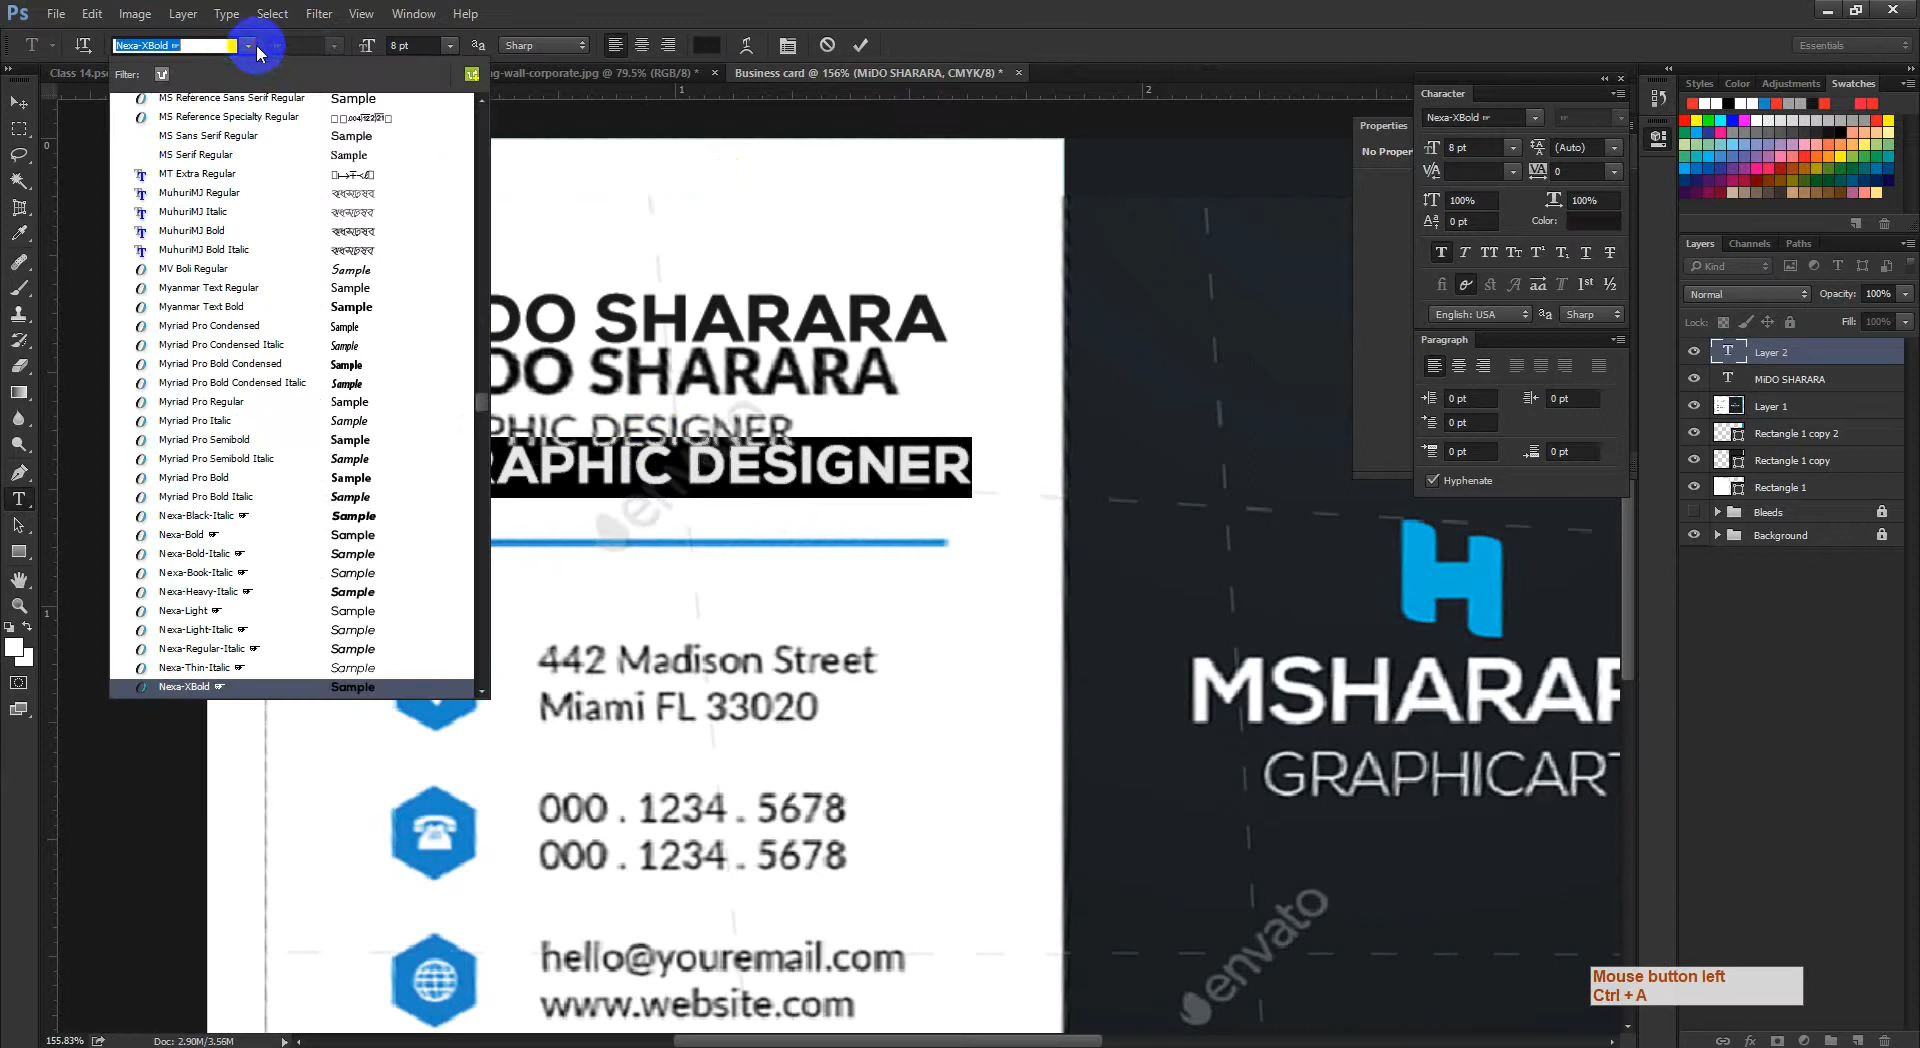 Ps File Edit Image Layer Type Select Filter View Window Help
Nexa-XBold 8 pt Sharp Essentials
Filter:
Class 14.psd
ng-wall-corporate.jpg @ 79.5% (RGB/8) *
Business card @ 156% (MiDO SHARARA, CMYK/8) *
MS Reference Sans Serif Regular Sample
MS Reference Specialty Regular
MS Sans Serif Regular Sample
MS Serif Regular Sample
MT Extra Regular
MuhuriMJ Regular
MuhuriMJ Italic
MuhuriMJ Bold
MuhuriMJ Bold Italic
MV Boli Regular Sample
Myanmar Text Regular Sample
Myanmar Text Bold Sample
Myriad Pro Condensed Sample
Myriad Pro Condensed Italic Sample
Myriad Pro Bold Condensed Sample
Myriad Pro Bold Condensed Italic Sample
Myriad Pro Regular Sample
Myriad Pro Italic Sample
Myriad Pro Semibold Sample
Myriad Pro Semibold Italic Sample
Myriad Pro Bold Sample
Myriad Pro Bold Italic Sample
Nexa-Black-Italic Sample
Nexa-Bold Sample
Nexa-Bold-Italic Sample
Nexa-Book-Italic Sample
Nexa-Heavy-Italic Sample
Nexa-Light Sample
Nexa-Light-Italic Sample
Nexa-Regular-Italic Sample
Nexa-Thin-Italic Sample
Nexa-XBold Sample
1 2
0
1
DO SHARARA
DO SHARARA
PHIC DESIGNER
RAPHIC DESIGNER
442 Madison Street
Miami FL 33020
000 . 1234 . 5678
000 . 1234 . 5678
hello@youremail.com
www.website.com
MSHARAR
GRAPHICART
envato
envato
Properties
No Proper
Character
Nexa-XBold
8 pt (Auto)
0
100% 100%
0 pt Color:
English: USA Sharp
Paragraph
0 pt 0 pt
0 pt
0 pt 0 pt
Hyphenate
Styles Color Adjustments Swatches
Layers Channels Paths
Kind
Normal Opacity: 100%
Lock: Fill: 100%
Layer 2
MiDO SHARARA
Layer 1
Rectangle 1 copy 2
Rectangle 1 copy
Rectangle 1
Bleeds
Background
Mouse button left
Ctrl + A
155.83% Doc: 2.90M/3.56M